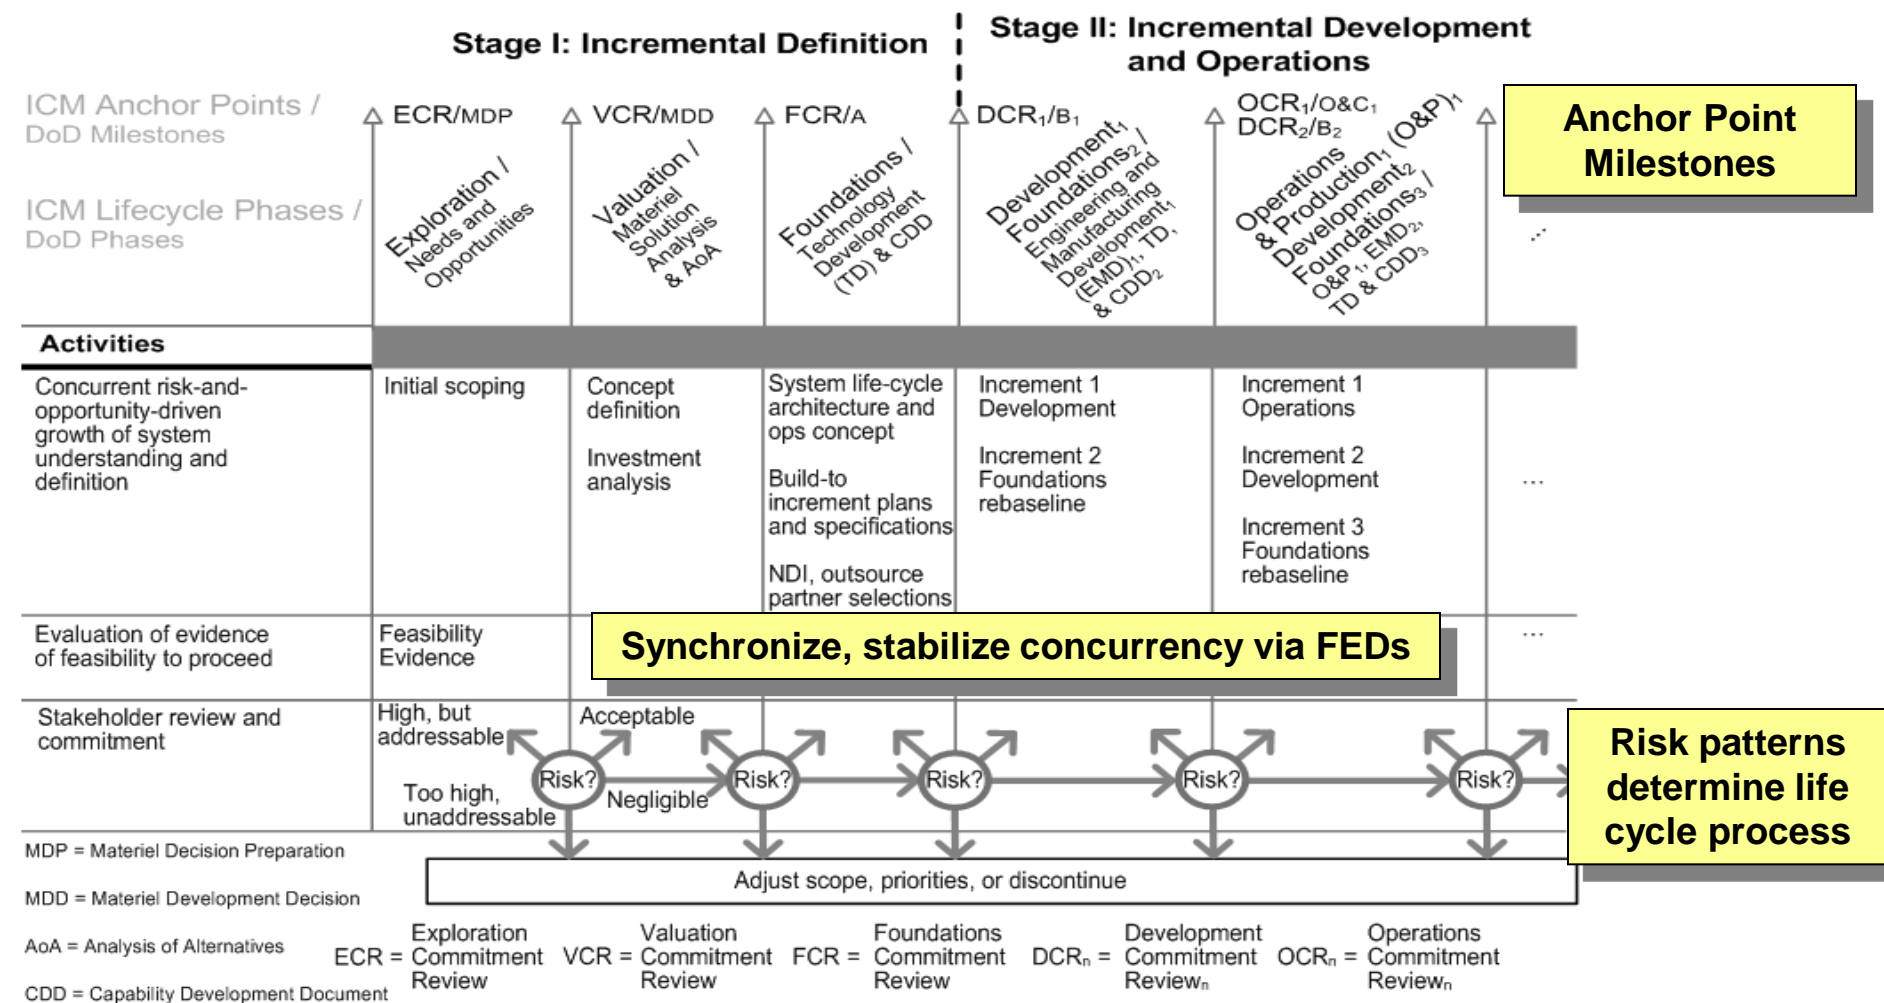 Stage I: Incremental Definition
Stage II: Incremental Development
and Operations
ICM Anchor Points /
DoD Milestones
ECR/MDP
VCR/MDD
FCR/A
DCR₁/B₁
OCR₁/O&C₁
DCR₂/B₂
Anchor Point
Milestones
ICM Lifecycle Phases /
DoD Phases
Exploration /
Needs and
Opportunities
Valuation /
Materiel
Solution
Analysis
& AoA
Foundations /
Technology
Development
(TD) & CDD
Development₁
Foundations₂ /
Engineering and
Manufacturing
Development₁
(EMD)₁, TD,
& CDD₂
Operations
& Production₁ (O&P)₁
Development₂
Foundations₃ /
O&P₁, EMD₂,
TD & CDD₃
...
Activities
Concurrent risk-and-
opportunity-driven
growth of system
understanding and
definition
Initial scoping
Concept
definition
Investment
analysis
System life-cycle
architecture and
ops concept
Build-to
increment plans
and specifications
NDI, outsource
partner selections
Increment 1
Development
Increment 2
Foundations
rebaseline
Increment 1
Operations
Increment 2
Development
Increment 3
Foundations
rebaseline
...
Evaluation of evidence
of feasibility to proceed
Feasibility
Evidence
Synchronize, stabilize concurrency via FEDs
...
Stakeholder review and
commitment
High, but
addressable
Acceptable
Too high,
unaddressable
Negligible
Risk?
Risk?
Risk?
Risk?
Risk?
Risk patterns
determine life
cycle process
Adjust scope, priorities, or discontinue
MDP = Materiel Decision Preparation
MDD = Materiel Development Decision
AoA = Analysis of Alternatives
CDD = Capability Development Document
ECR = Exploration
Commitment
Review
VCR = Valuation
Commitment
Review
FCR = Foundations
Commitment
Review
DCRₙ = Development
Commitment
Reviewₙ
OCRₙ = Operations
Commitment
Reviewₙ